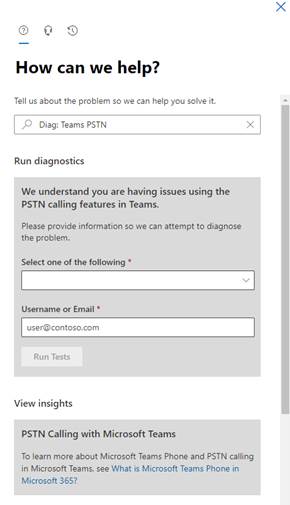 How can we help?
Tell us about the problem so we can help you solve it.
Diag: Teams PSTN
Run diagnostics
We understand you are having issues using the
PSTN calling features in Teams.
Please provide information so we can attempt to diagnose
the problem.
Select one of the following *
Username or Email *
user@contoso.com
Run Tests
View insights
PSTN Calling with Microsoft Teams
To learn more about Microsoft Teams Phone and PSTN calling
in Microsoft Teams, see What is Microsoft Teams Phone in
Microsoft 365?